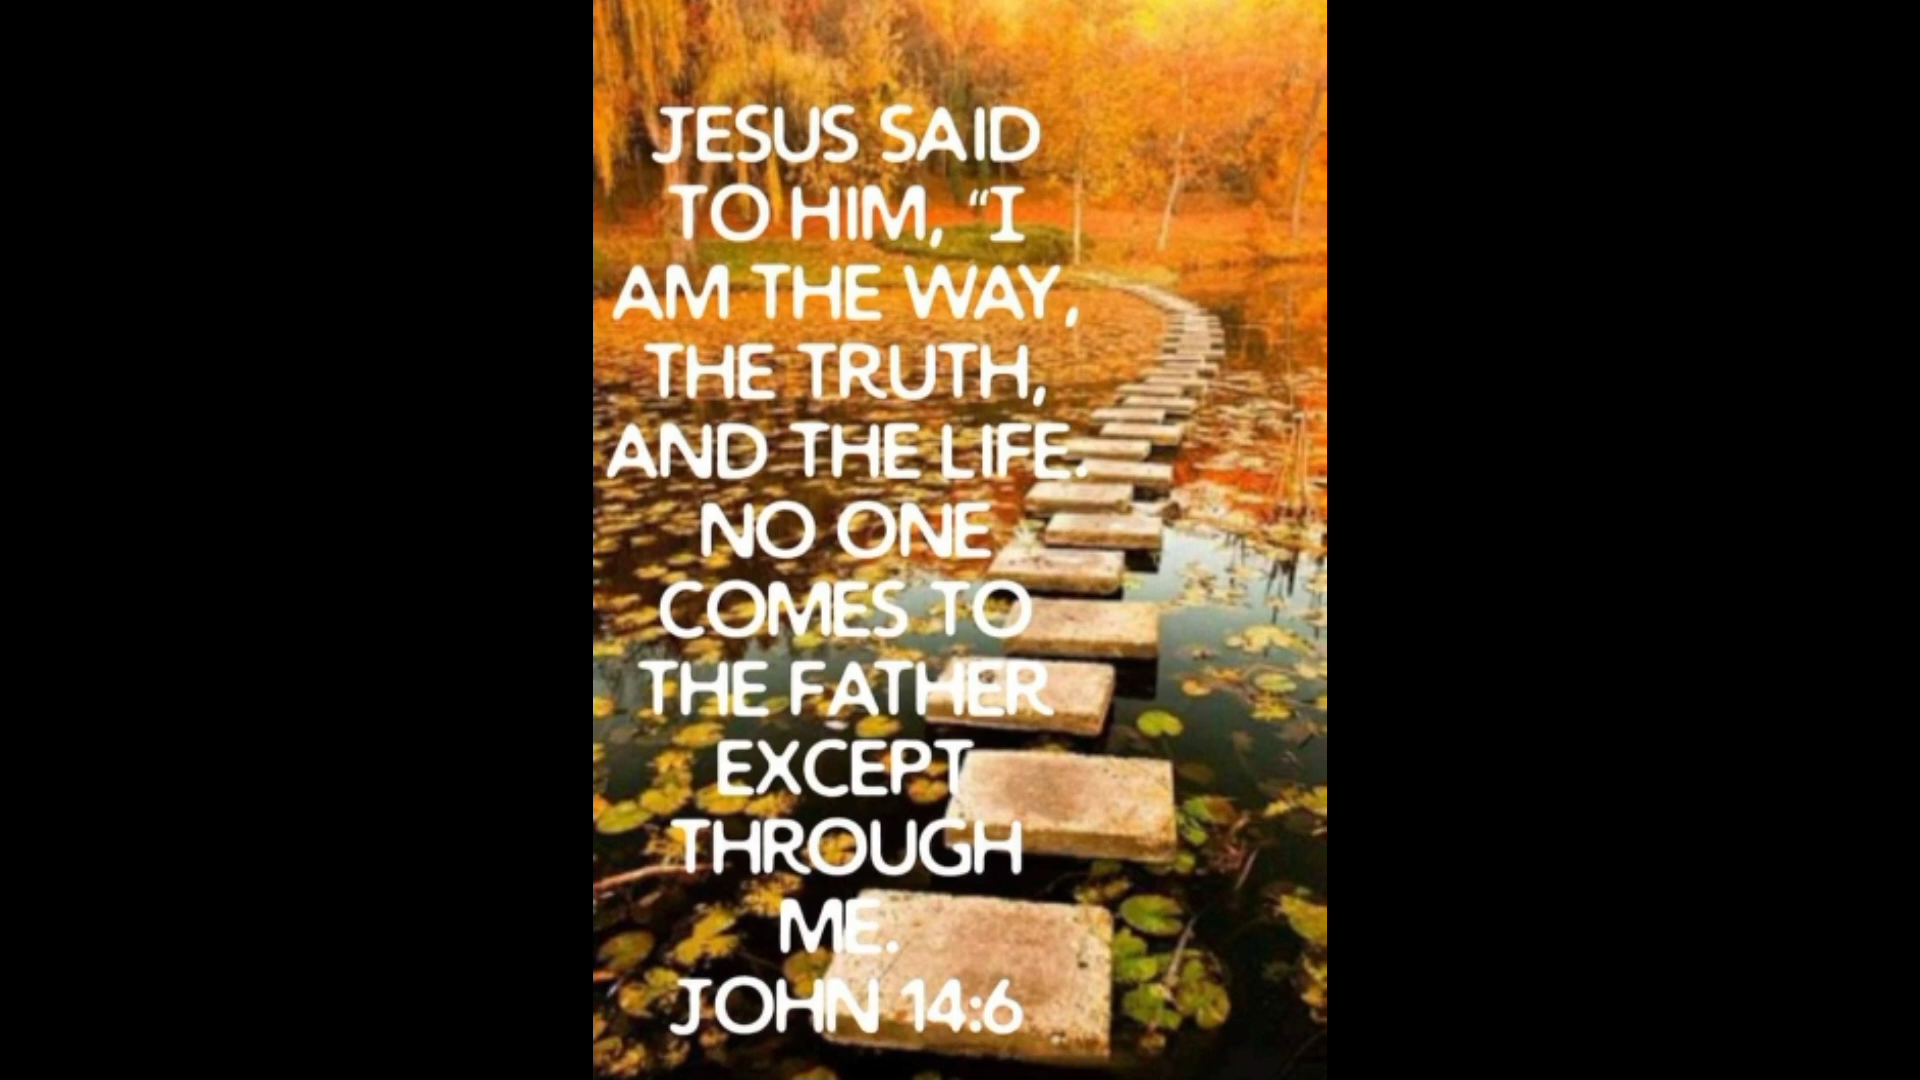 JESUS SAID
TO HIM, “I
AM THE WAY,
THE TRUTH,
AND THE LIFE.
NO ONE
COMES TO
THE FATHER
EXCEPT
THROUGH
ME.
JOHN 14:6